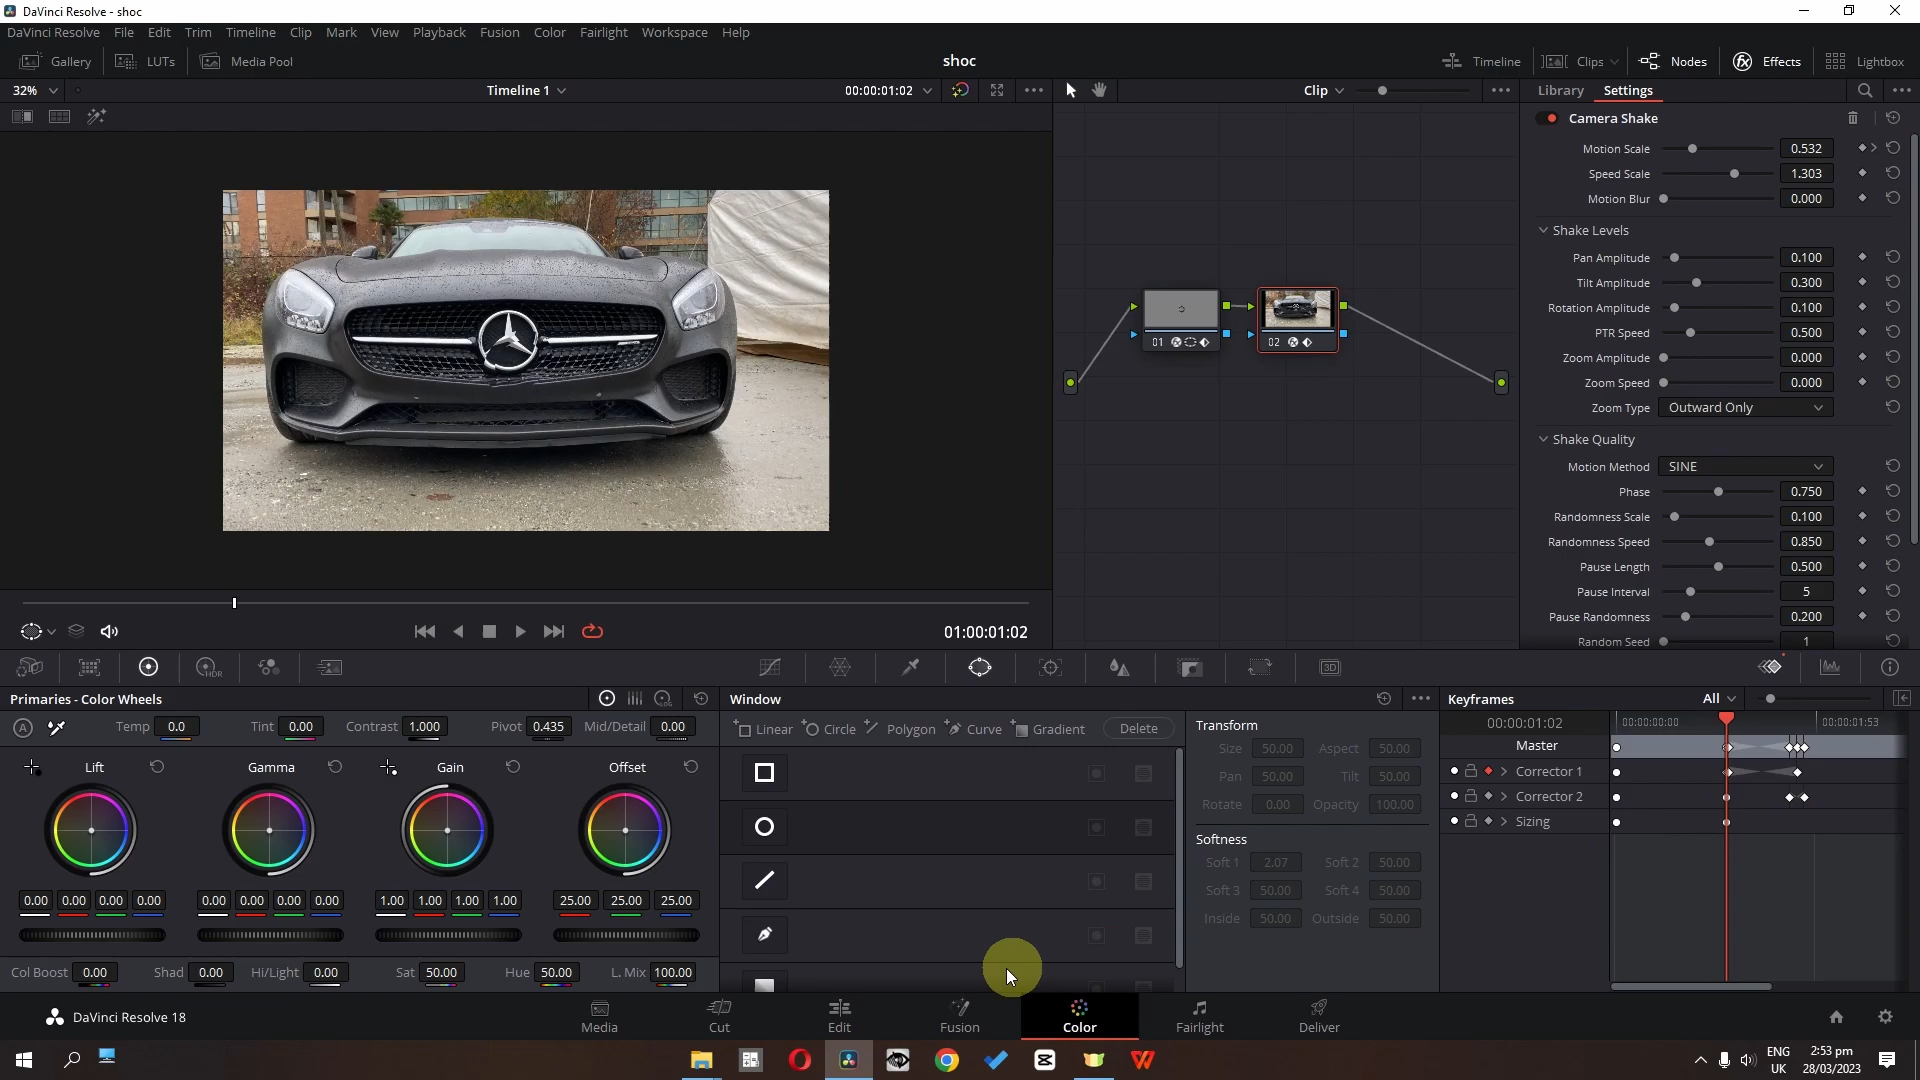 DaVinci Resolve - shoc
DaVinci Resolve File Edit Trim Timeline Clip Mark View Playback Fusion Color Fairlight Workspace Help
Gallery LUTs Media Pool shoc Timeline Clips Nodes Effects Lightbox
32% Timeline 1 00:00:01:02 Clip Library Settings
Camera Shake
Motion Scale 0.532
Speed Scale 1.303
Motion Blur 0.000
Shake Levels
Pan Amplitude 0.100
Tilt Amplitude 0.300
Rotation Amplitude 0.100
PTR Speed 0.500
Zoom Amplitude 0.000
Zoom Speed 0.000
Zoom Type Outward Only
Shake Quality
Motion Method SINE
Phase 0.750
Randomness Scale 0.100
Randomness Speed 0.850
Pause Length 0.500
Pause Interval 5
Pause Randomness 0.200
Random Seed 1
01 02
01:00:01:02
HDR LOG 3D
Primaries - Color Wheels
A Temp 0.0 Tint 0.00 Contrast 1.000 Pivot 0.435 Mid/Detail 0.00
Lift Gamma Gain Offset
0.00 0.00 0.00 0.00 0.00 0.00 0.00 0.00 1.00 1.00 1.00 1.00 25.00 25.00 25.00
Col Boost 0.00 Shad 0.00 Hi/Light 0.00 Sat 50.00 Hue 50.00 L. Mix 100.00
Window
Linear Circle Polygon Curve Gradient Delete
Transform
Size 50.00 Aspect 50.00
Pan 50.00 Tilt 50.00
Rotate 0.00 Opacity 100.00
Softness
Soft 1 2.07 Soft 2 50.00
Soft 3 50.00 Soft 4 50.00
Inside 50.00 Outside 50.00
Keyframes All
00:00:01:02 00:00:00:00 00:00:01:53
Master
Corrector 1
Corrector 2
Sizing
DaVinci Resolve 18 Media Cut Edit Fusion Color Fairlight Deliver
ENG
UK
2:53 pm
28/03/2023